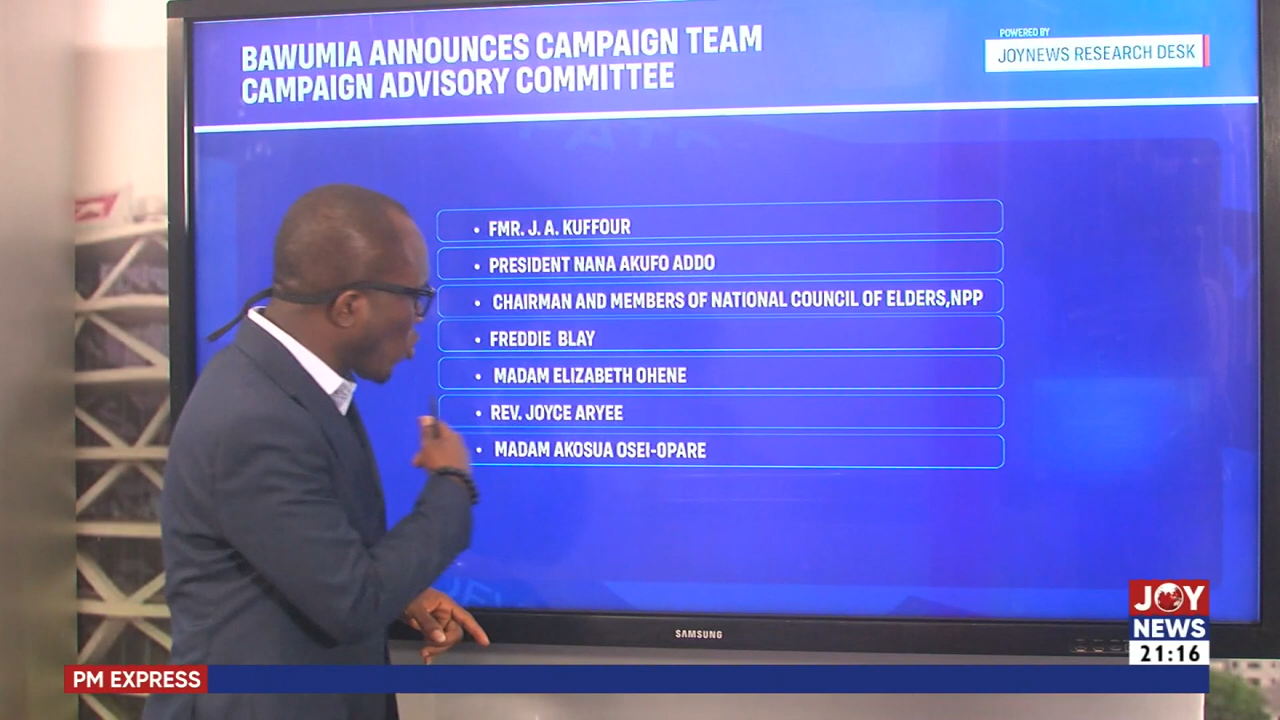 BAWUMIA ANNOUNCES CAMPAIGN TEAM
CAMPAIGN ADVISORY COMMITTEE
POWERED BY
JOYNEWS RESEARCH DESK
• FMR. J. A. KUFFOUR
• PRESIDENT NANA AKUFO ADDO
• CHAIRMAN AND MEMBERS OF NATIONAL COUNCIL OF ELDERS,NPP
• FREDDIE BLAY
• MADAM ELIZABETH OHENE
• REV. JOYCE ARYEE
• MADAM AKOSUA OSEI-OPARE
SAMSUNG
JOY
NEWS
21:16
PM EXPRESS